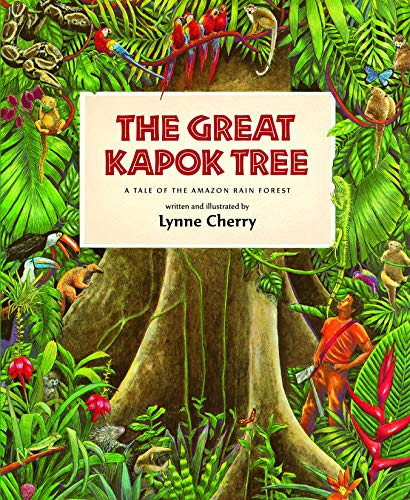 THE GREAT
KAPOK TREE
A TALE OF THE AMAZON RAIN FOREST
written and illustrated by
Lynne Cherry